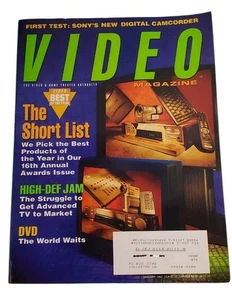 FIRST TEST: SONY'S NEW DIGITAL CAMCORDER
VIDEO
THE VIDEO & HOME THEATER AUTHORITY
MAGAZINE
VIDEO
BEST
The
Short List
We Pick the Best
Products of
the Year in Our
16th Annual
Awards Issue
HIGH-DEF JAM
The Struggle to
Get Advanced
TV to Market
DVD
The World Waits